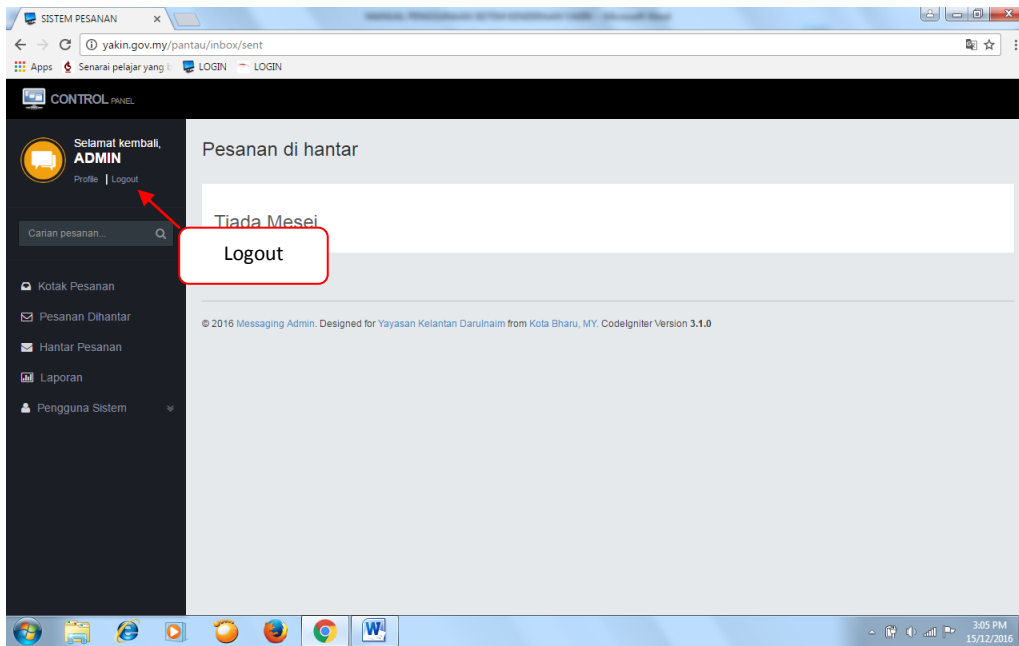 SISTEM PESANAN
yakin.gov.my/pantau/inbox/sent
Apps Senarai pelajar yang LOGIN LOGIN
CONTROL PANEL
Selamat kembali,
ADMIN
Profile | Logout
Pesanan di hantar
Tiada Mesej
Carian pesanan...
Logout
Kotak Pesanan
Pesanan Dihantar
Hantar Pesanan
Laporan
Pengguna Sistem
© 2016 Messaging Admin. Designed for Yayasan Kelantan Darulnaim from Kota Bharu, MY. CodeIgniter Version 3.1.0
3:05 PM
15/12/2016